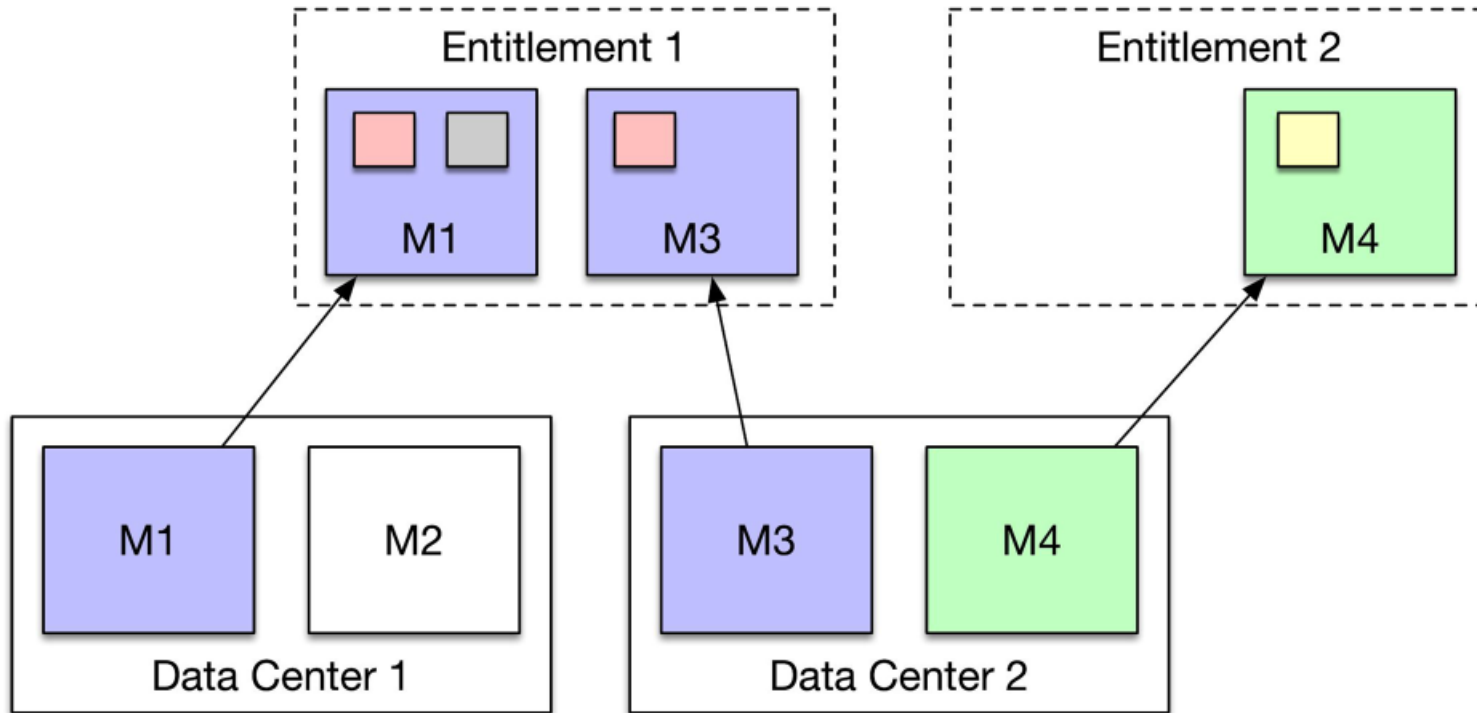 Entitlement 1
Entitlement 2
M1
M3
M4
M1
M2
M3
M4
Data Center 1
Data Center 2